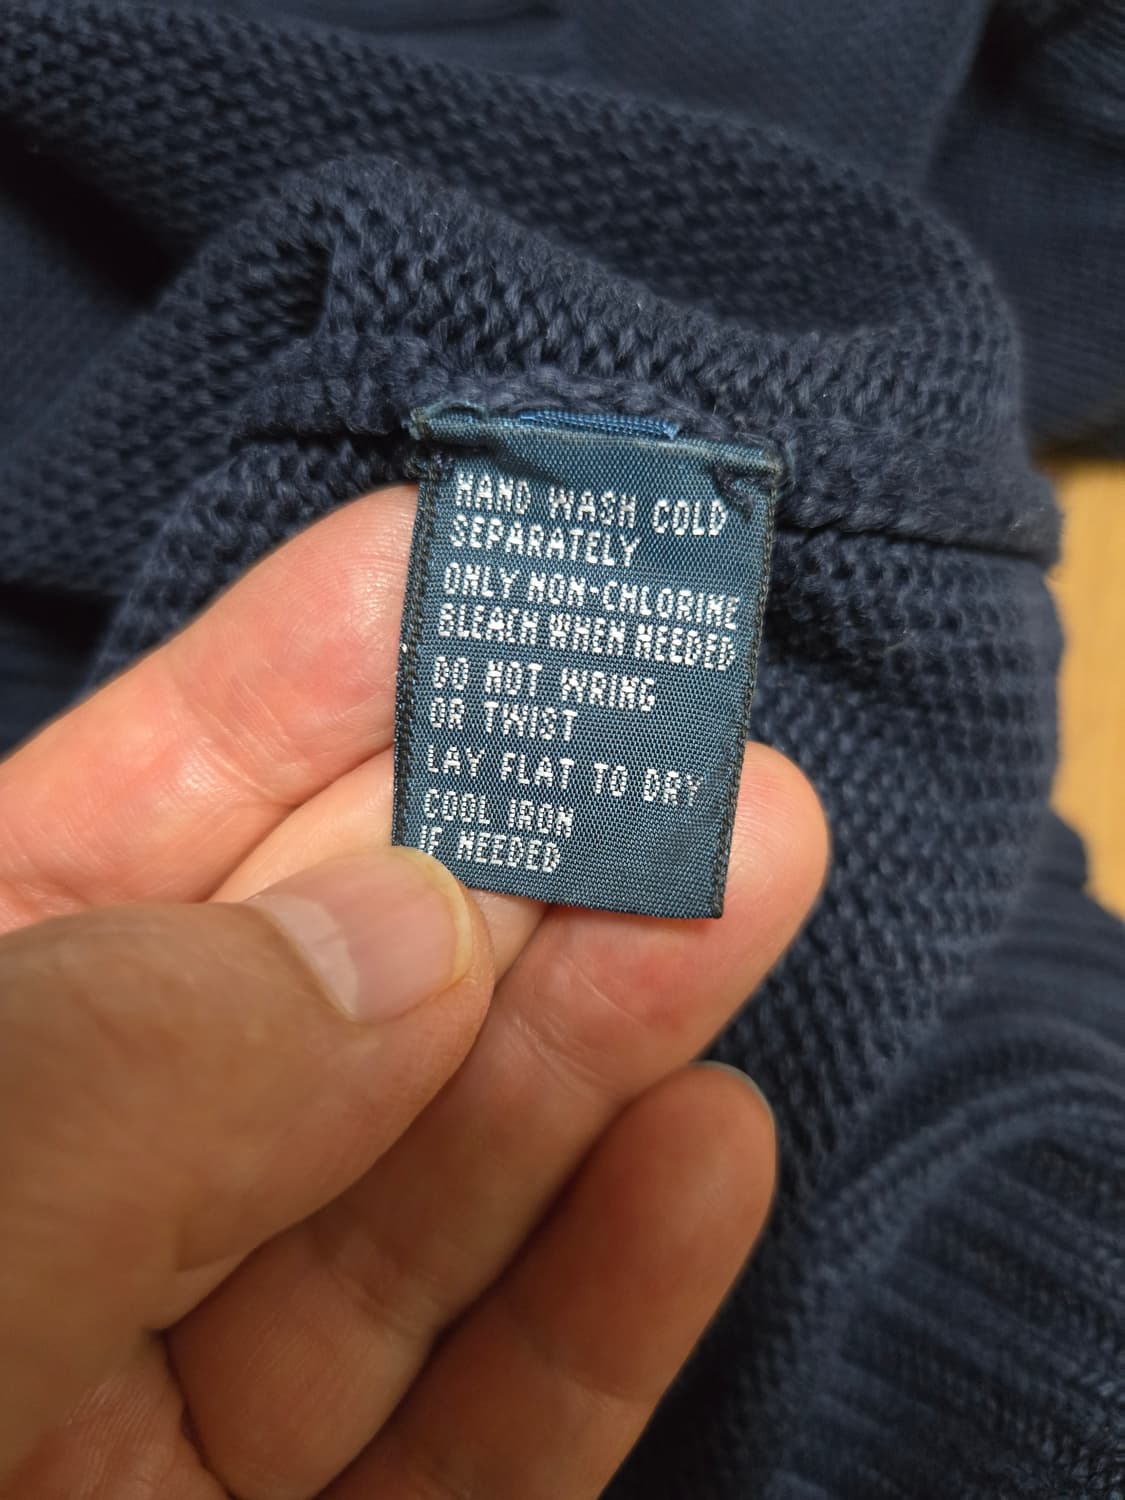 HAND WASH COLD
SEPARATELY
ONLY NON-CHLORINE
BLEACH WHEN NEEDED
DO NOT WRING
OR TWIST
LAY FLAT TO DRY
COOL IRON
IF NEEDED